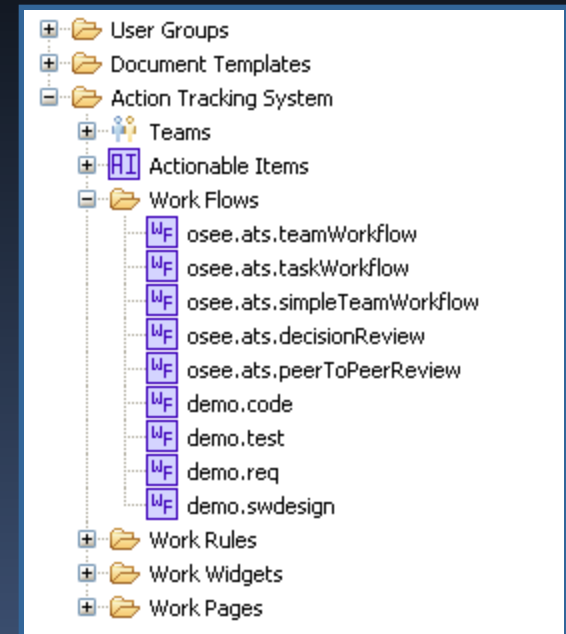 User Groups
Document Templates
Action Tracking System
Teams
AI Actionable Items
Work Flows
WF osee.ats.teamWorkflow
WF osee.ats.taskWorkflow
WF osee.ats.simpleTeamWorkflow
WF osee.ats.decisionReview
WF osee.ats.peerToPeerReview
WF demo.code
WF demo.test
WF demo.req
WF demo.swdesign
Work Rules
Work Widgets
Work Pages